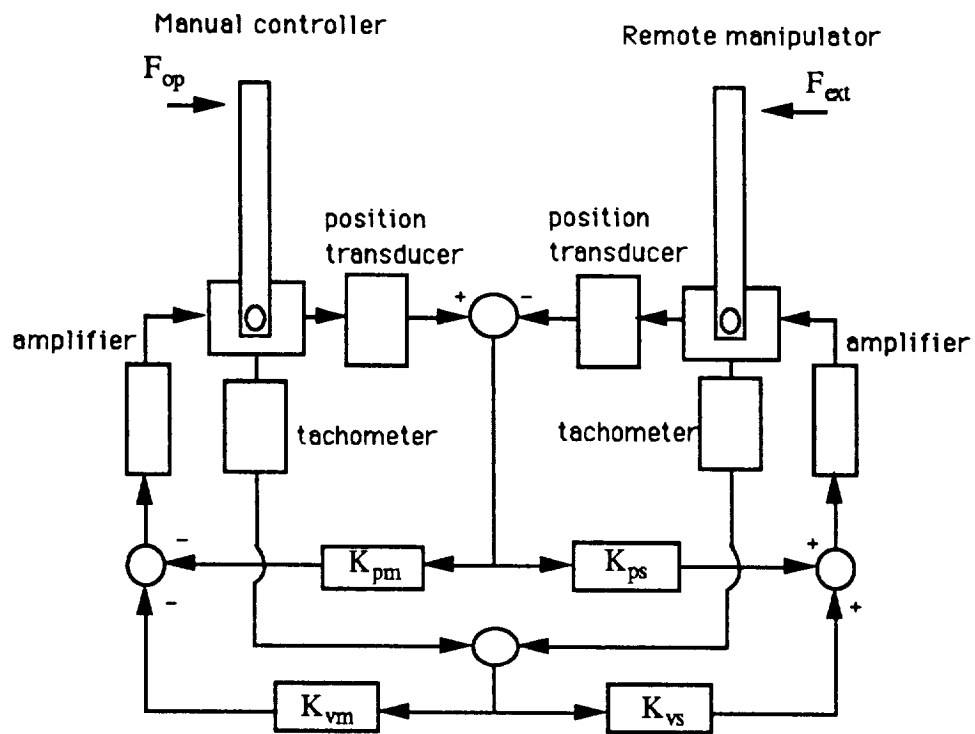 Manual controller
Remote manipulator
F_op
F_ext
position
transducer
position
transducer
+
-
amplifier
amplifier
tachometer
tachometer
-
K_pm
K_ps
+
-
+
K_vm
K_vs